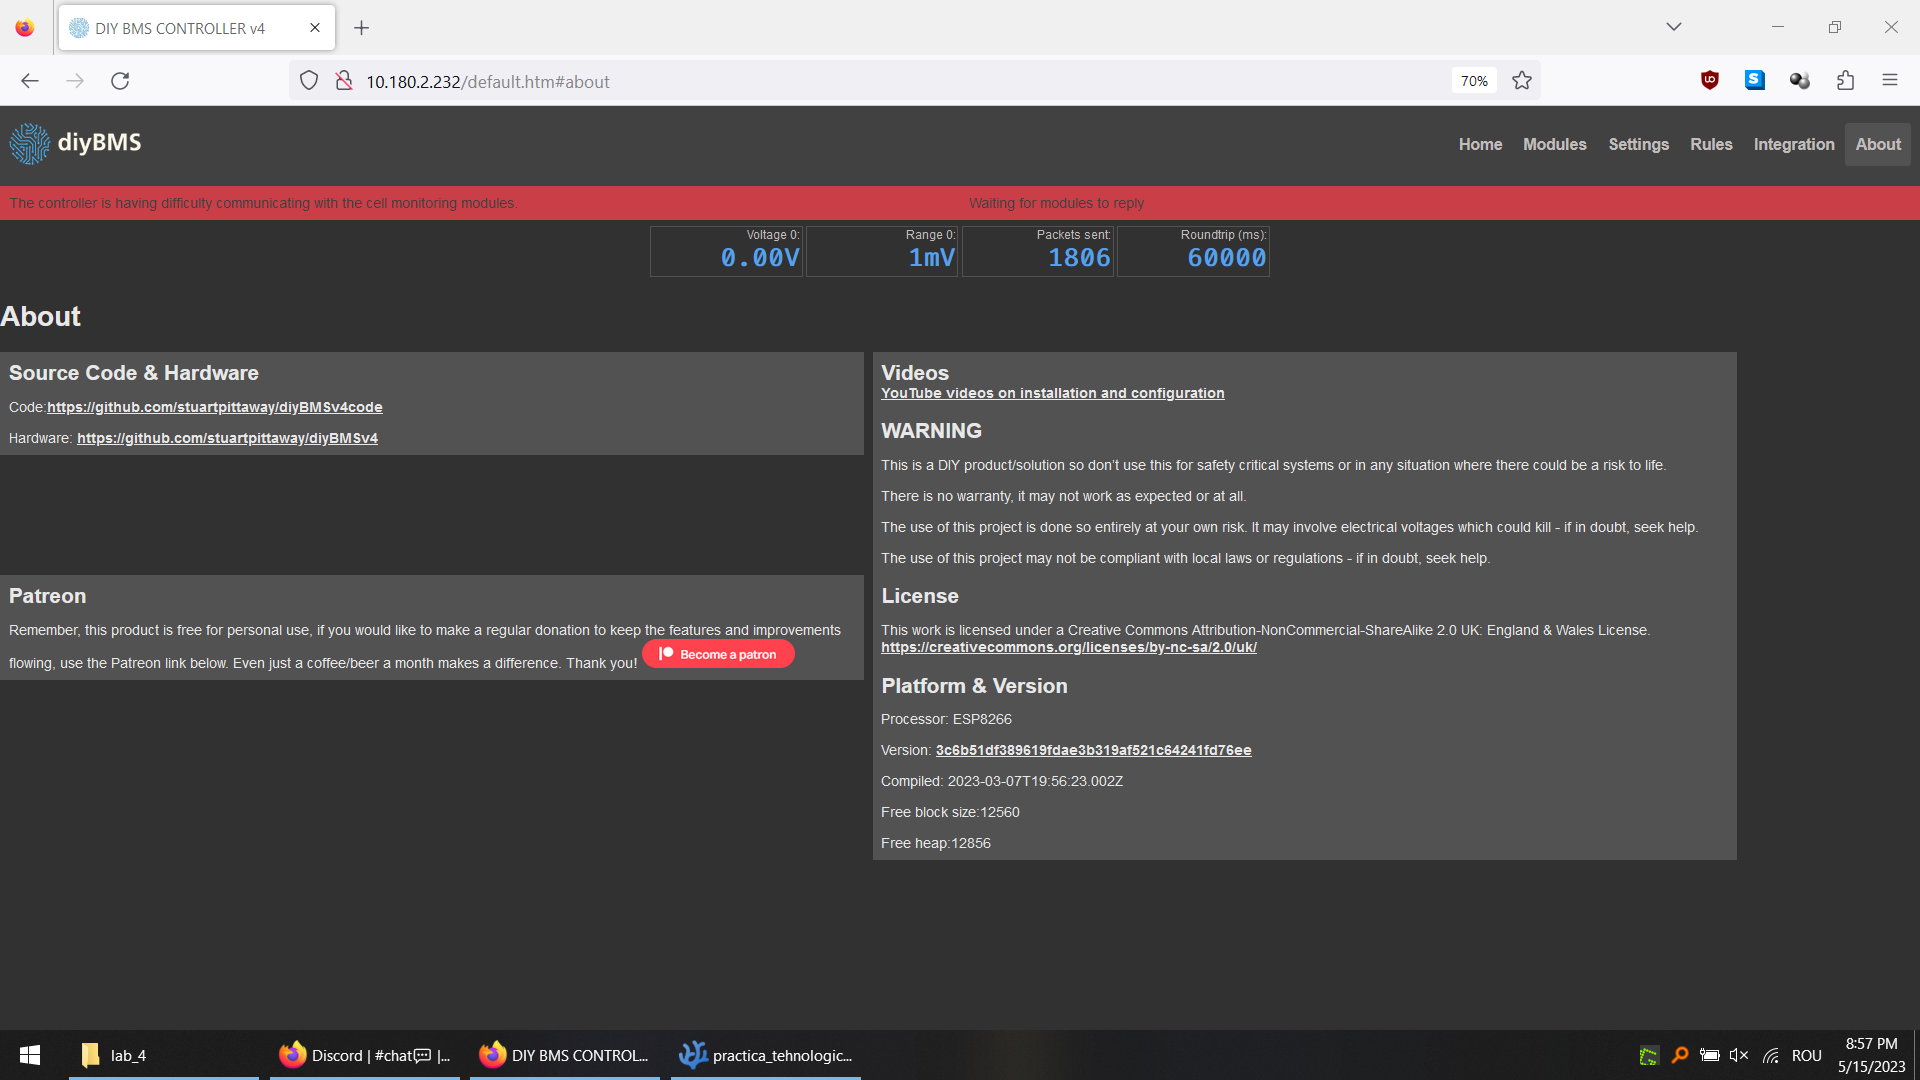 DIY BMS CONTROLLER v4
10.180.2.232/default.htm#about
70%
diyBMS
Home Modules Settings Rules Integration About
The controller is having difficulty communicating with the cell monitoring modules. Waiting for modules to reply
Voltage 0: Range 0: Packets sent: Roundtrip (ms):
0.00V 1mV 1806 60000
About
Source Code & Hardware
Code:https://github.com/stuartpittaway/diyBMSv4code
Hardware: https://github.com/stuartpittaway/diyBMSv4
Patreon
Remember, this product is free for personal use, if you would like to make a regular donation to keep the features and improvements
flowing, use the Patreon link below. Even just a coffee/beer a month makes a difference. Thank you! Become a patron
Videos
YouTube videos on installation and configuration
WARNING
This is a DIY product/solution so don’t use this for safety critical systems or in any situation where there could be a risk to life.
There is no warranty, it may not work as expected or at all.
The use of this project is done so entirely at your own risk. It may involve electrical voltages which could kill - if in doubt, seek help.
The use of this project may not be compliant with local laws or regulations - if in doubt, seek help.
License
This work is licensed under a Creative Commons Attribution-NonCommercial-ShareAlike 2.0 UK: England & Wales License.
https://creativecommons.org/licenses/by-nc-sa/2.0/uk/
Platform & Version
Processor: ESP8266
Version: 3c6b51df389619fdae3b319af521c64241fd76ee
Compiled: 2023-03-07T19:56:23.002Z
Free block size:12560
Free heap:12856
lab_4
Discord | #chat💬 |...
DIY BMS CONTROL...
practica_tehnologic...
ROU
8:57 PM
5/15/2023